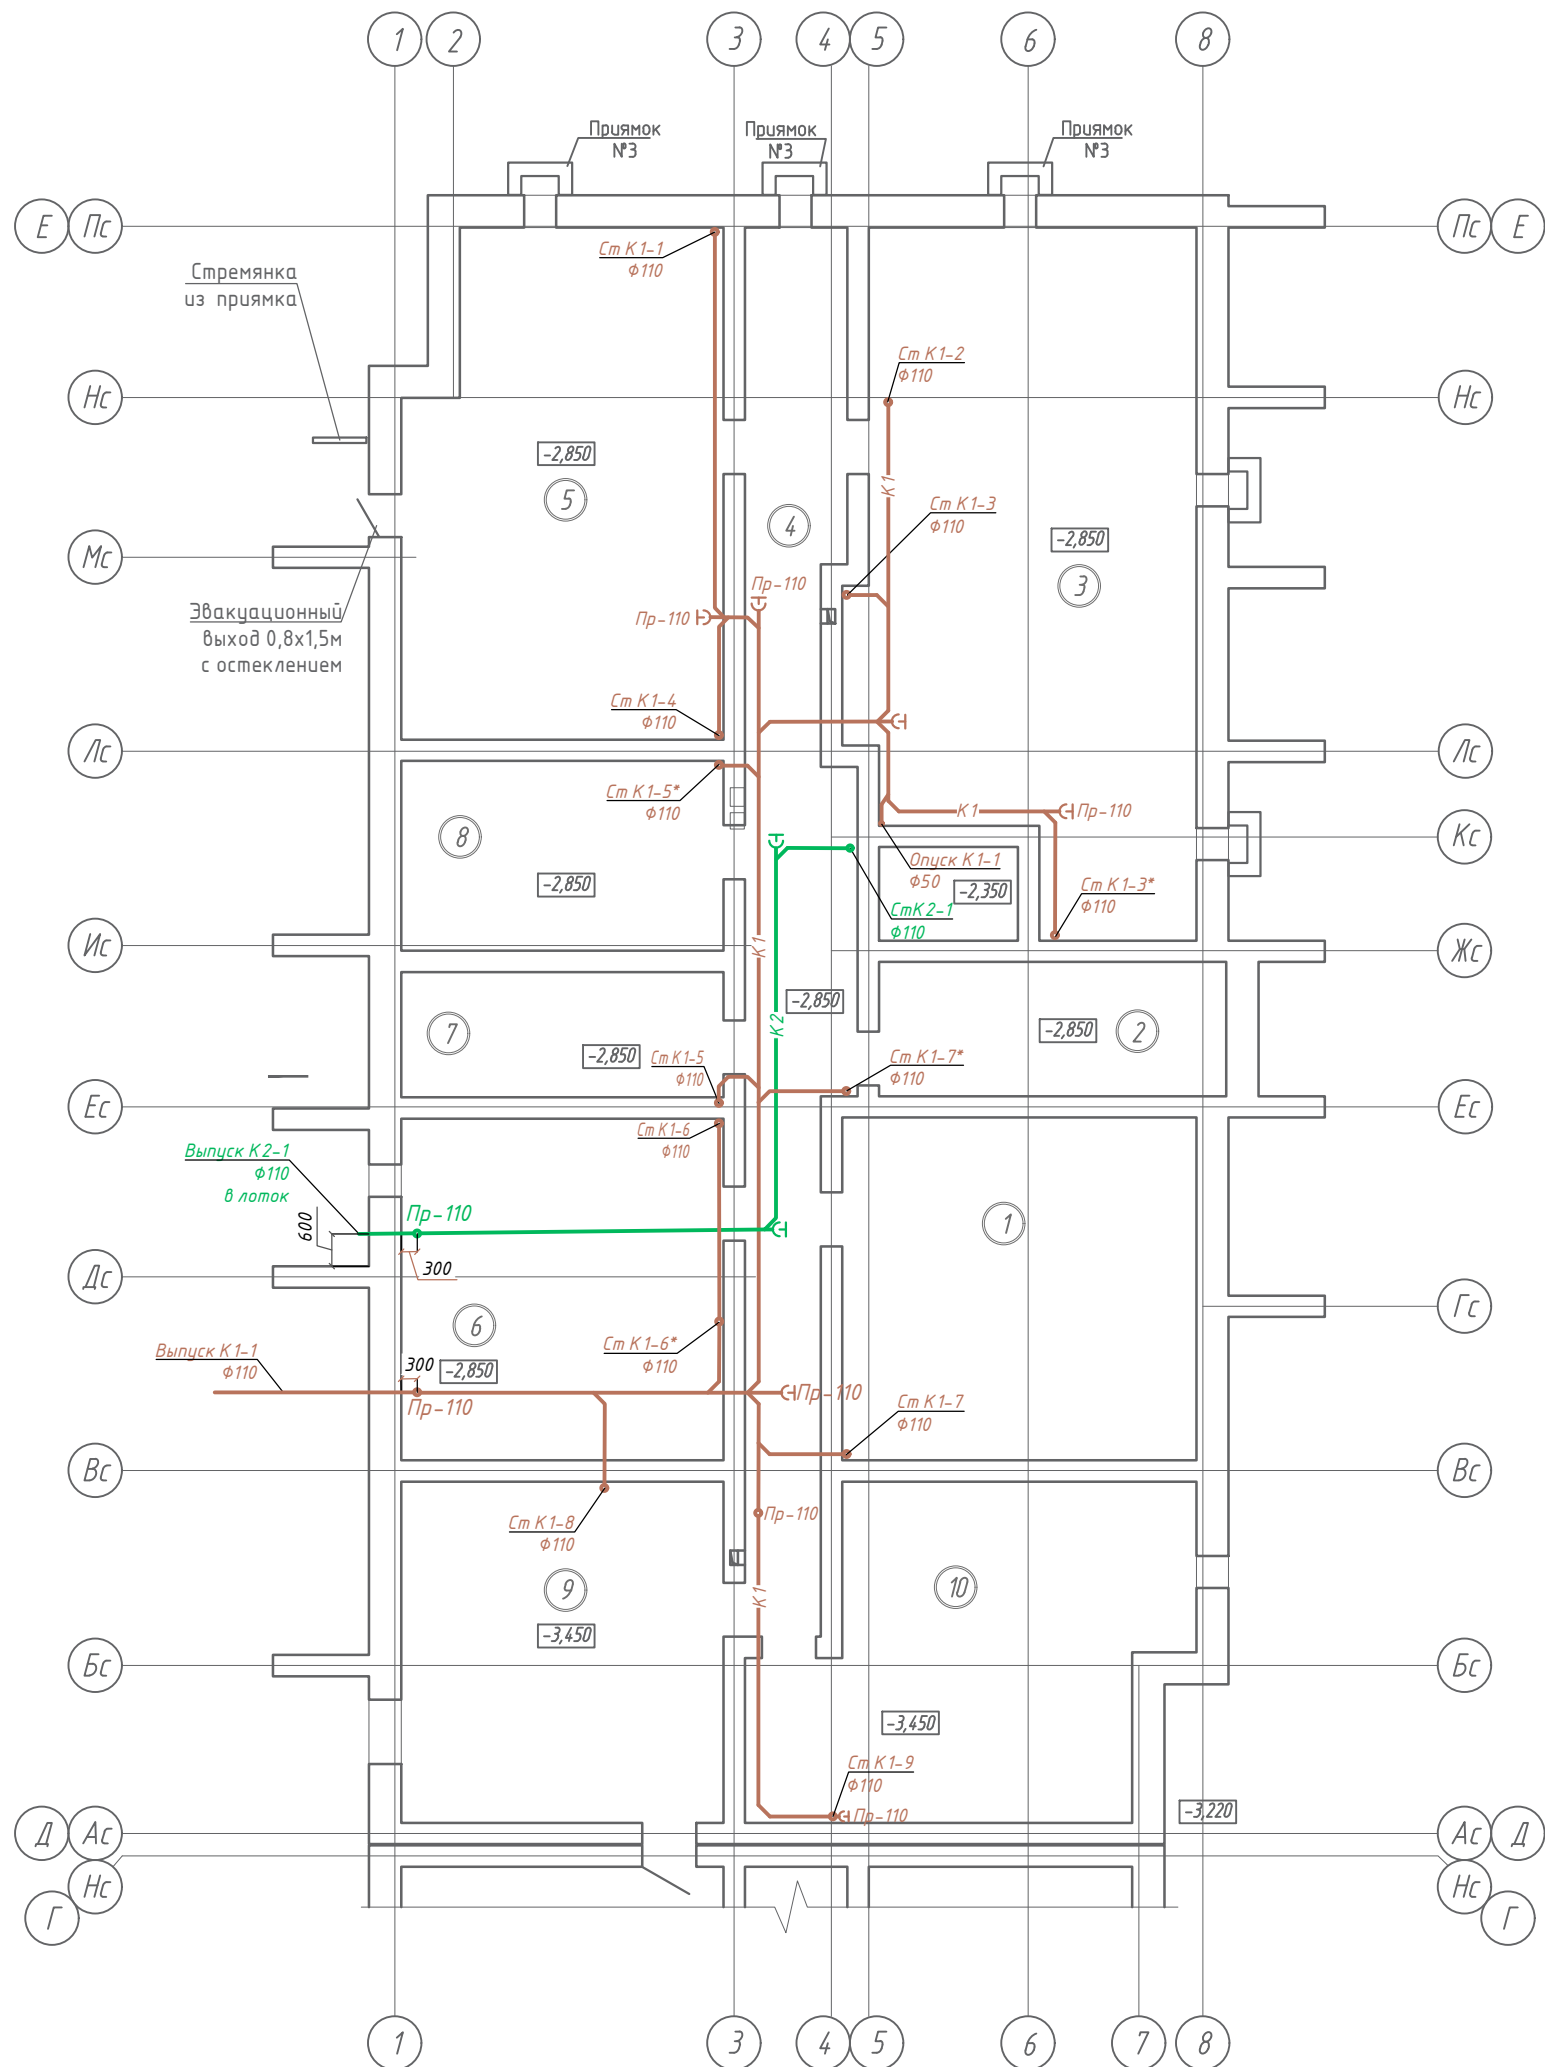 1 2 3 4 5 6 8
Приямок
№3
Приямок
№3
Приямок
№3
Е Пс
Пс Е
Ст К1-1
Ф110
Стремянка
из приямка
Ст К1-2
Ф110
Нс
Нс
-2,850
5
К1
Ст К1-3
Ф110
4
-2,850
3
Мс
Пр-110
Эвакуационный
выход 0,8х1,5м
с остеклением
Пр-110
Ст К1-4
Ф110
Лс
Лс
Ст К1-5*
Ф110
К1
Пр-110
8
Кс
Опуск К1-1
Ф50
-2,850
-2,350
Ст К1-3*
Ф110
СтК2-1
Ф110
Ис
К1
Жс
-2,850
К2
7
-2,850
2
-2,850
Ст К1-5
Ф110
Ст К1-7*
Ф110
Ес
Ес
Ст К1-6
Ф110
Выпуск К2-1
Ф110
в лоток
600
Пр-110
1
300
Дс
Гс
6
Ст К1-6*
Ф110
Выпуск К1-1
Ф110
300
-2,850
Пр-110
Пр-110
Ст К1-7
Ф110
Вс
Вс
Пр-110
Ст К1-8
Ф110
9
К1
10
-3,450
Бс
Бс
-3,450
Ст К1-9
Ф110
Пр-110
-3,220
Д Ас
Ас Д
Нс
Нс
Г
Г
1 3 4 5 6 7 8